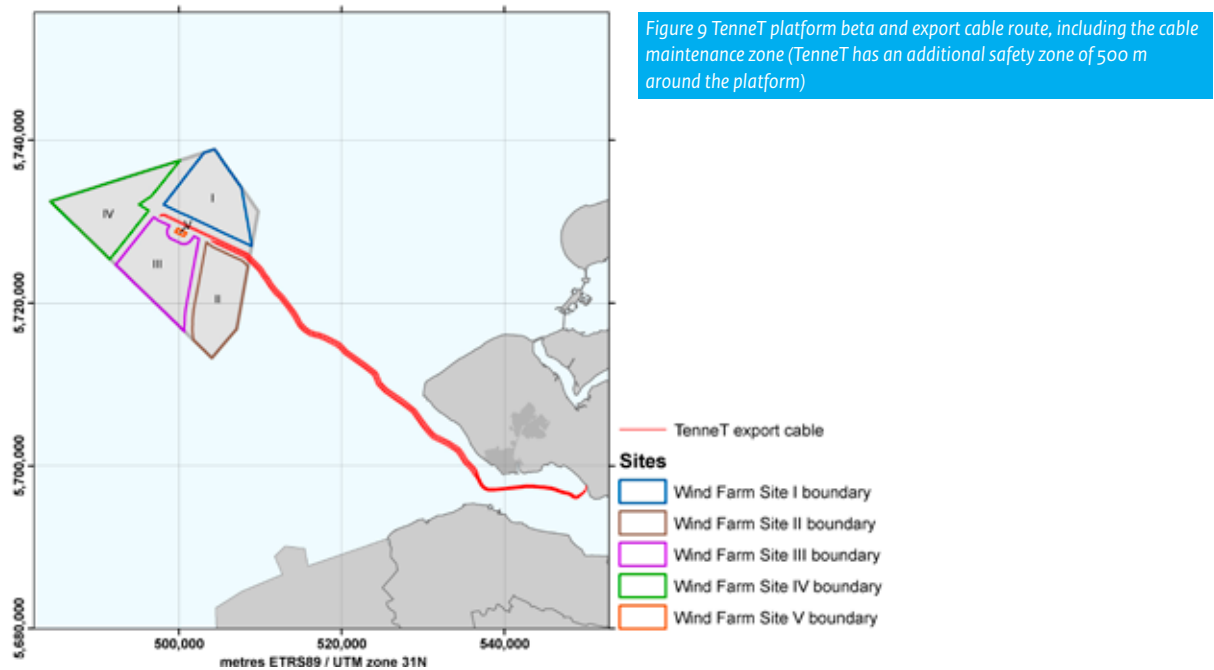 Figure 9 TenneT platform beta and export cable route, including the cable
maintenance zone (TenneT has an additional safety zone of 500 m
around the platform)
5,740,000
5,720,000
5,700,000
5,680,000
I
IV
V
III
II
500,000
520,000
540,000
metres ETRS89 / UTM zone 31N
TenneT export cable
Sites
Wind Farm Site I boundary
Wind Farm Site II boundary
Wind Farm Site III boundary
Wind Farm Site IV boundary
Wind Farm Site V boundary